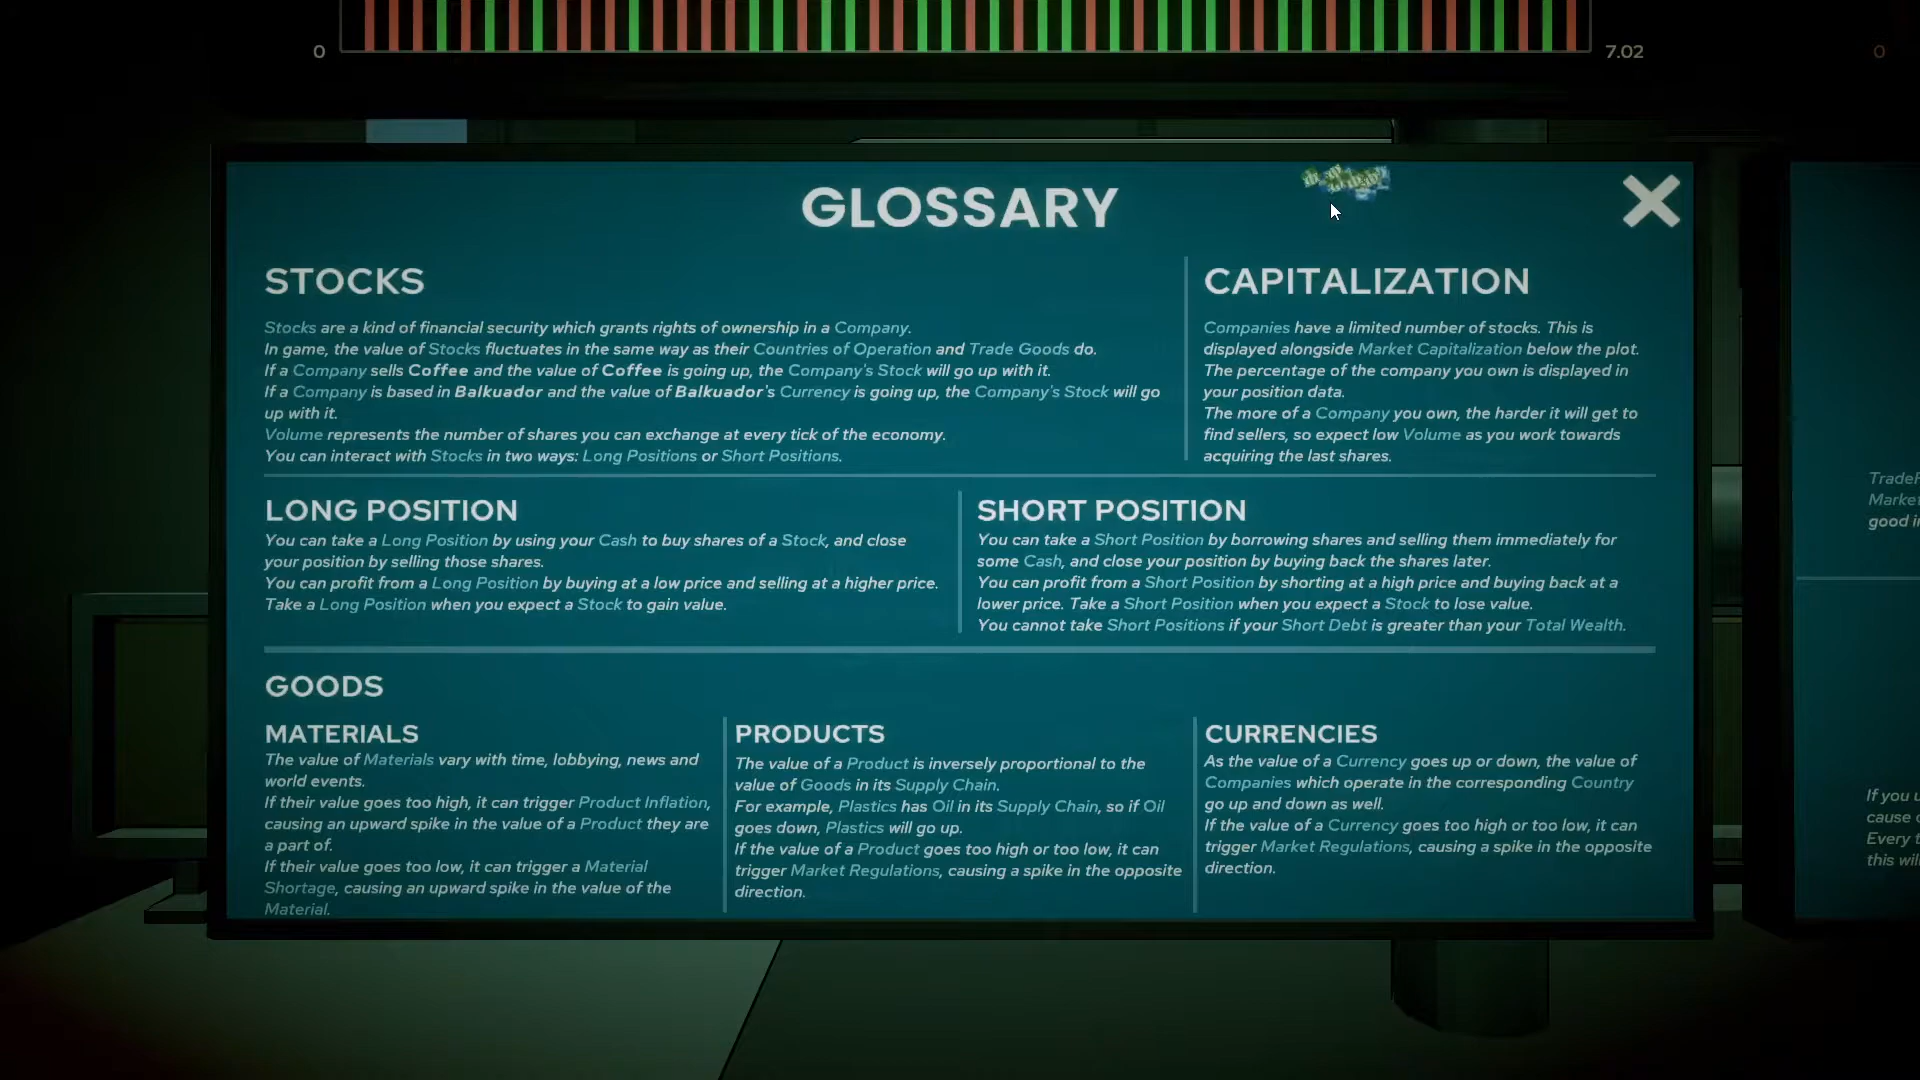 0
7.02
0
GLOSSARY
STOCKS
Stocks are a kind of financial security which grants rights of ownership in a Company.
In game, the value of Stocks fluctuates in the same way as their Countries of Operation and Trade Goods do.
If a Company sells Coffee and the value of Coffee is going up, the Company's Stock will go up with it.
If a Company is based in Balkuador and the value of Balkuador's Currency is going up, the Company's Stock will go
up with it.
Volume represents the number of shares you can exchange at every tick of the economy.
You can interact with Stocks in two ways: Long Positions or Short Positions.
CAPITALIZATION
Companies have a limited number of stocks. This is
displayed alongside Market Capitalization below the plot.
The percentage of the company you own is displayed in
your position data.
The more of a Company you own, the harder it will get to
find sellers, so expect low Volume as you work towards
acquiring the last shares.
LONG POSITION
You can take a Long Position by using your Cash to buy shares of a Stock, and close
your position by selling those shares.
You can profit from a Long Position by buying at a low price and selling at a higher price.
Take a Long Position when you expect a Stock to gain value.
SHORT POSITION
You can take a Short Position by borrowing shares and selling them immediately for
some Cash, and close your position by buying back the shares later.
You can profit from a Short Position by shorting at a high price and buying back at a
lower price. Take a Short Position when you expect a Stock to lose value.
You cannot take Short Positions if your Short Debt is greater than your Total Wealth.
GOODS
MATERIALS
The value of Materials vary with time, lobbying, news and
world events.
If their value goes too high, it can trigger Product Inflation,
causing an upward spike in the value of a Product they are
a part of.
If their value goes too low, it can trigger a Material
Shortage, causing an upward spike in the value of the
Material.
PRODUCTS
The value of a Product is inversely proportional to the
value of Goods in its Supply Chain.
For example, Plastics has Oil in its Supply Chain, so if Oil
goes down, Plastics will go up.
If the value of a Product goes too high or too low, it can
trigger Market Regulations, causing a spike in the opposite
direction.
CURRENCIES
As the value of a Currency goes up or down, the value of
Companies which operate in the corresponding Country
go up and down as well.
If the value of a Currency goes too high or too low, it can
trigger Market Regulations, causing a spike in the opposite
direction.
Market
good
If you
cause
Every
this